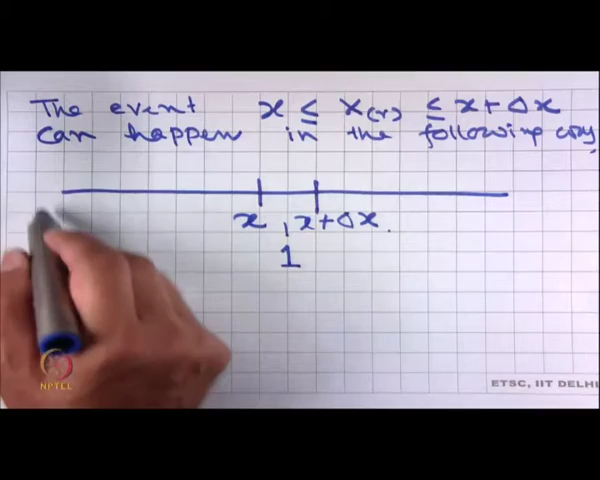 The event x ≤ X(r) ≤ x+Δx
can happen in the following way.
x , x+Δx .
1
NPTEL
ETSC, IIT DELHI